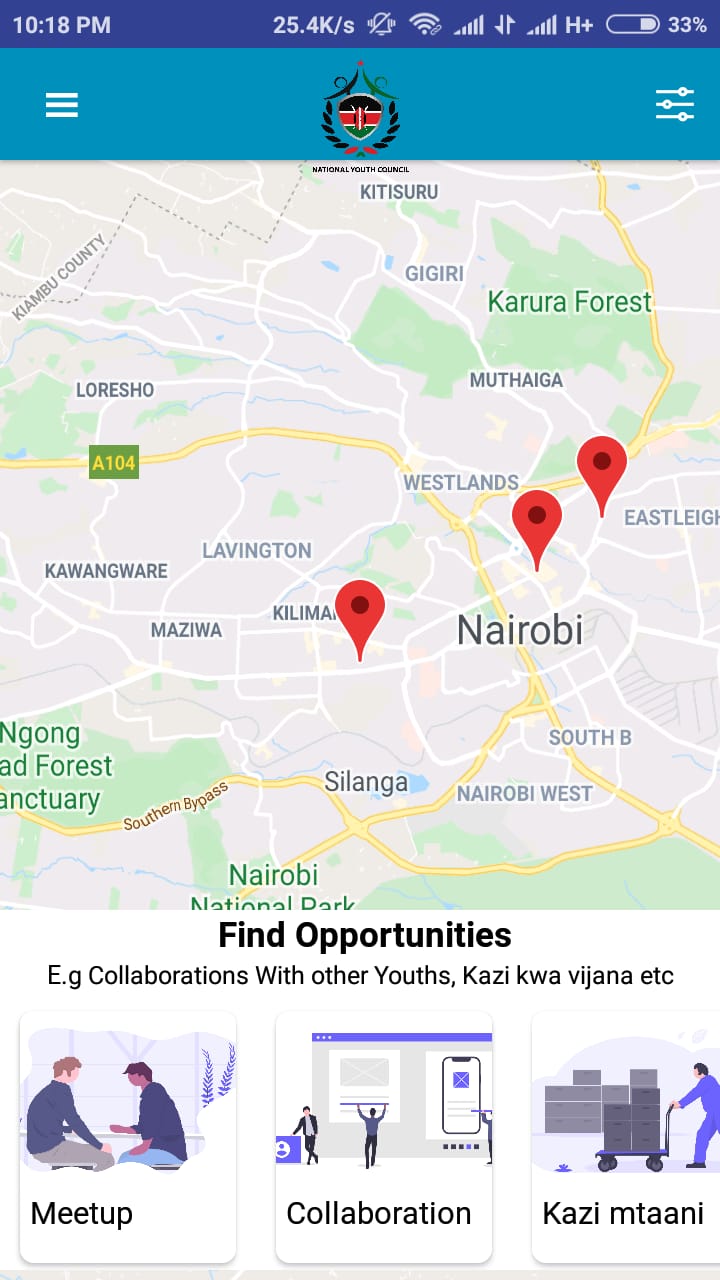 10:18 PM 25.4K/s H+ 33%
NATIONAL YOUTH COUNCIL
KITISURU
KIAMBU COUNTY
GIGIRI
Karura Forest
MUTHAIGA
LORESHO
A104
WESTLANDS
EASTLEIGH
LAVINGTON
KAWANGWARE
KILIMA
MAZIWA
Nairobi
Ngong
ad Forest
anctuary
SOUTH B
Silanga
NAIROBI WEST
Southern Bypass
Nairobi
National Park
Find Opportunities
E.g Collaborations With other Youths, Kazi kwa vijana etc
Meetup
Collaboration
Kazi mtaani